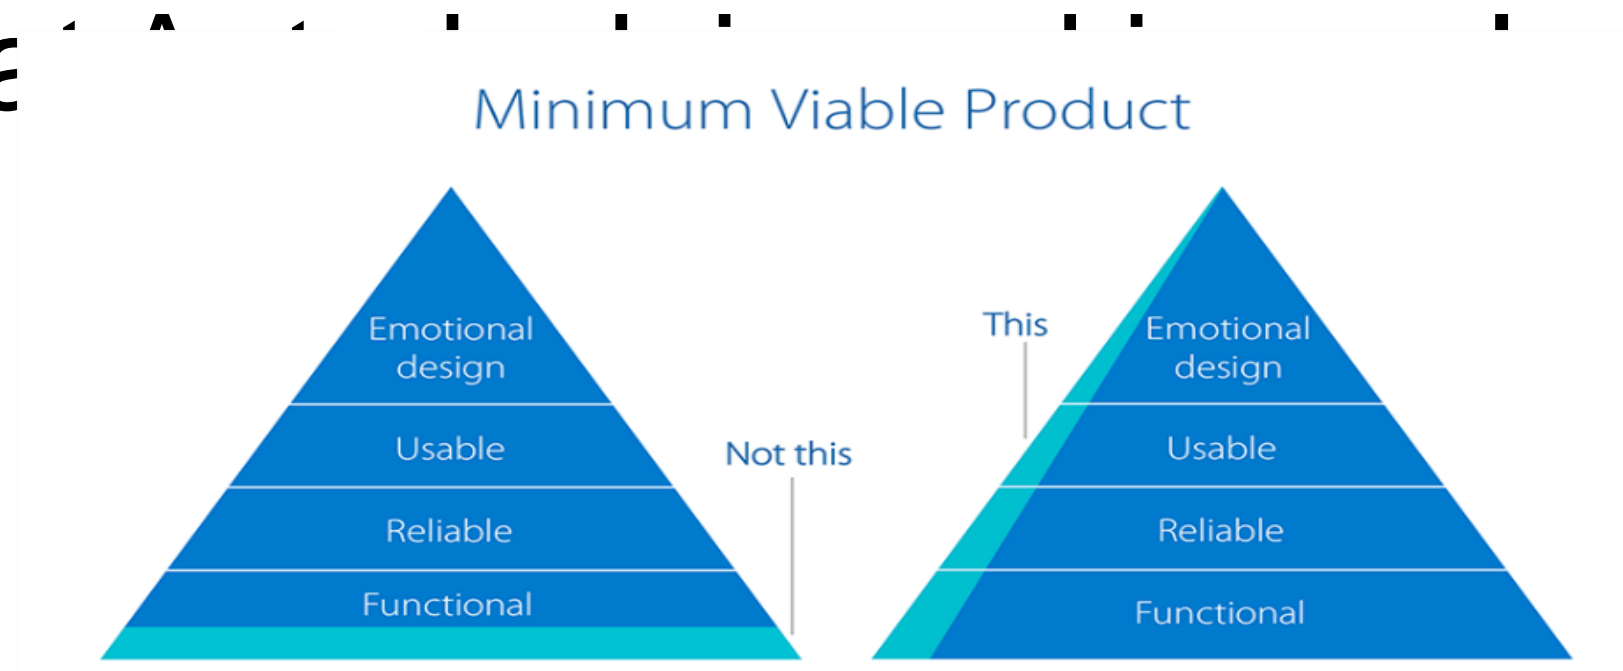 Minimum Viable Product
Emotional
design
Usable
Reliable
Functional
Not this
This
Emotional
design
Usable
Reliable
Functional